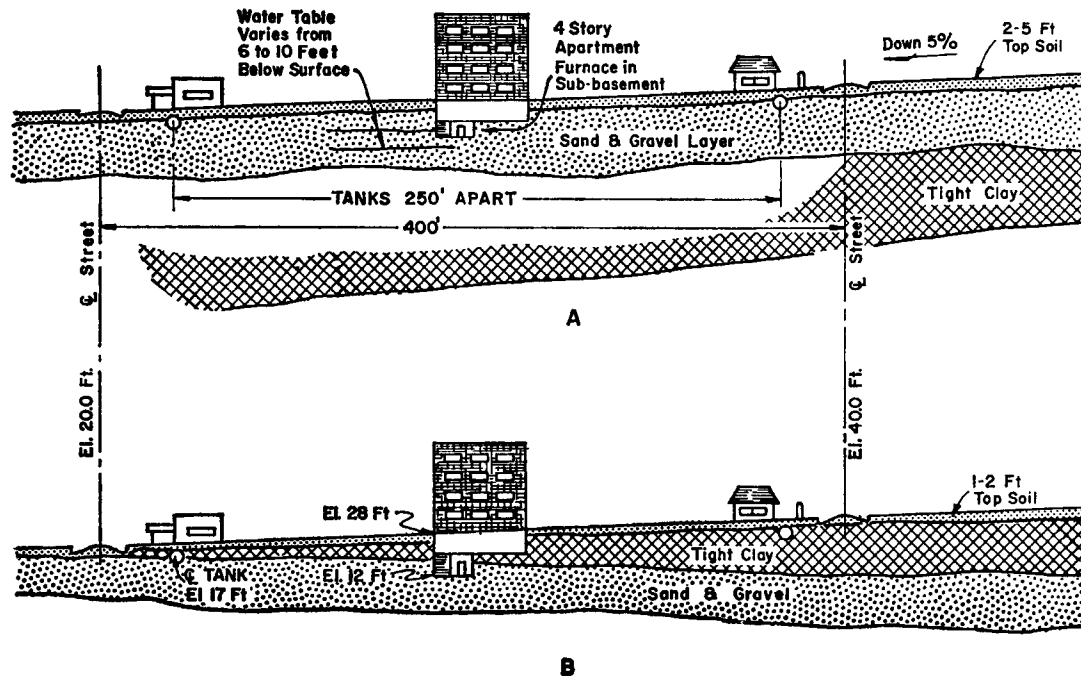 Water Table
Varies from
6 to 10 Feet
Below Surface
4 Story
Apartment
Furnace in
Sub-basement
Down 5%
2-5 Ft
Top Soil
Sand & Gravel Layer
Tight Clay
TANKS 250' APART
400'
℄ Street
℄ Street
A
El. 20.0 Ft.
El. 40.0 Ft.
1-2 Ft
Top Soil
El. 28 Ft
Tight Clay
El. 12 Ft
℄ TANK
El 17 Ft
Sand & Gravel
B